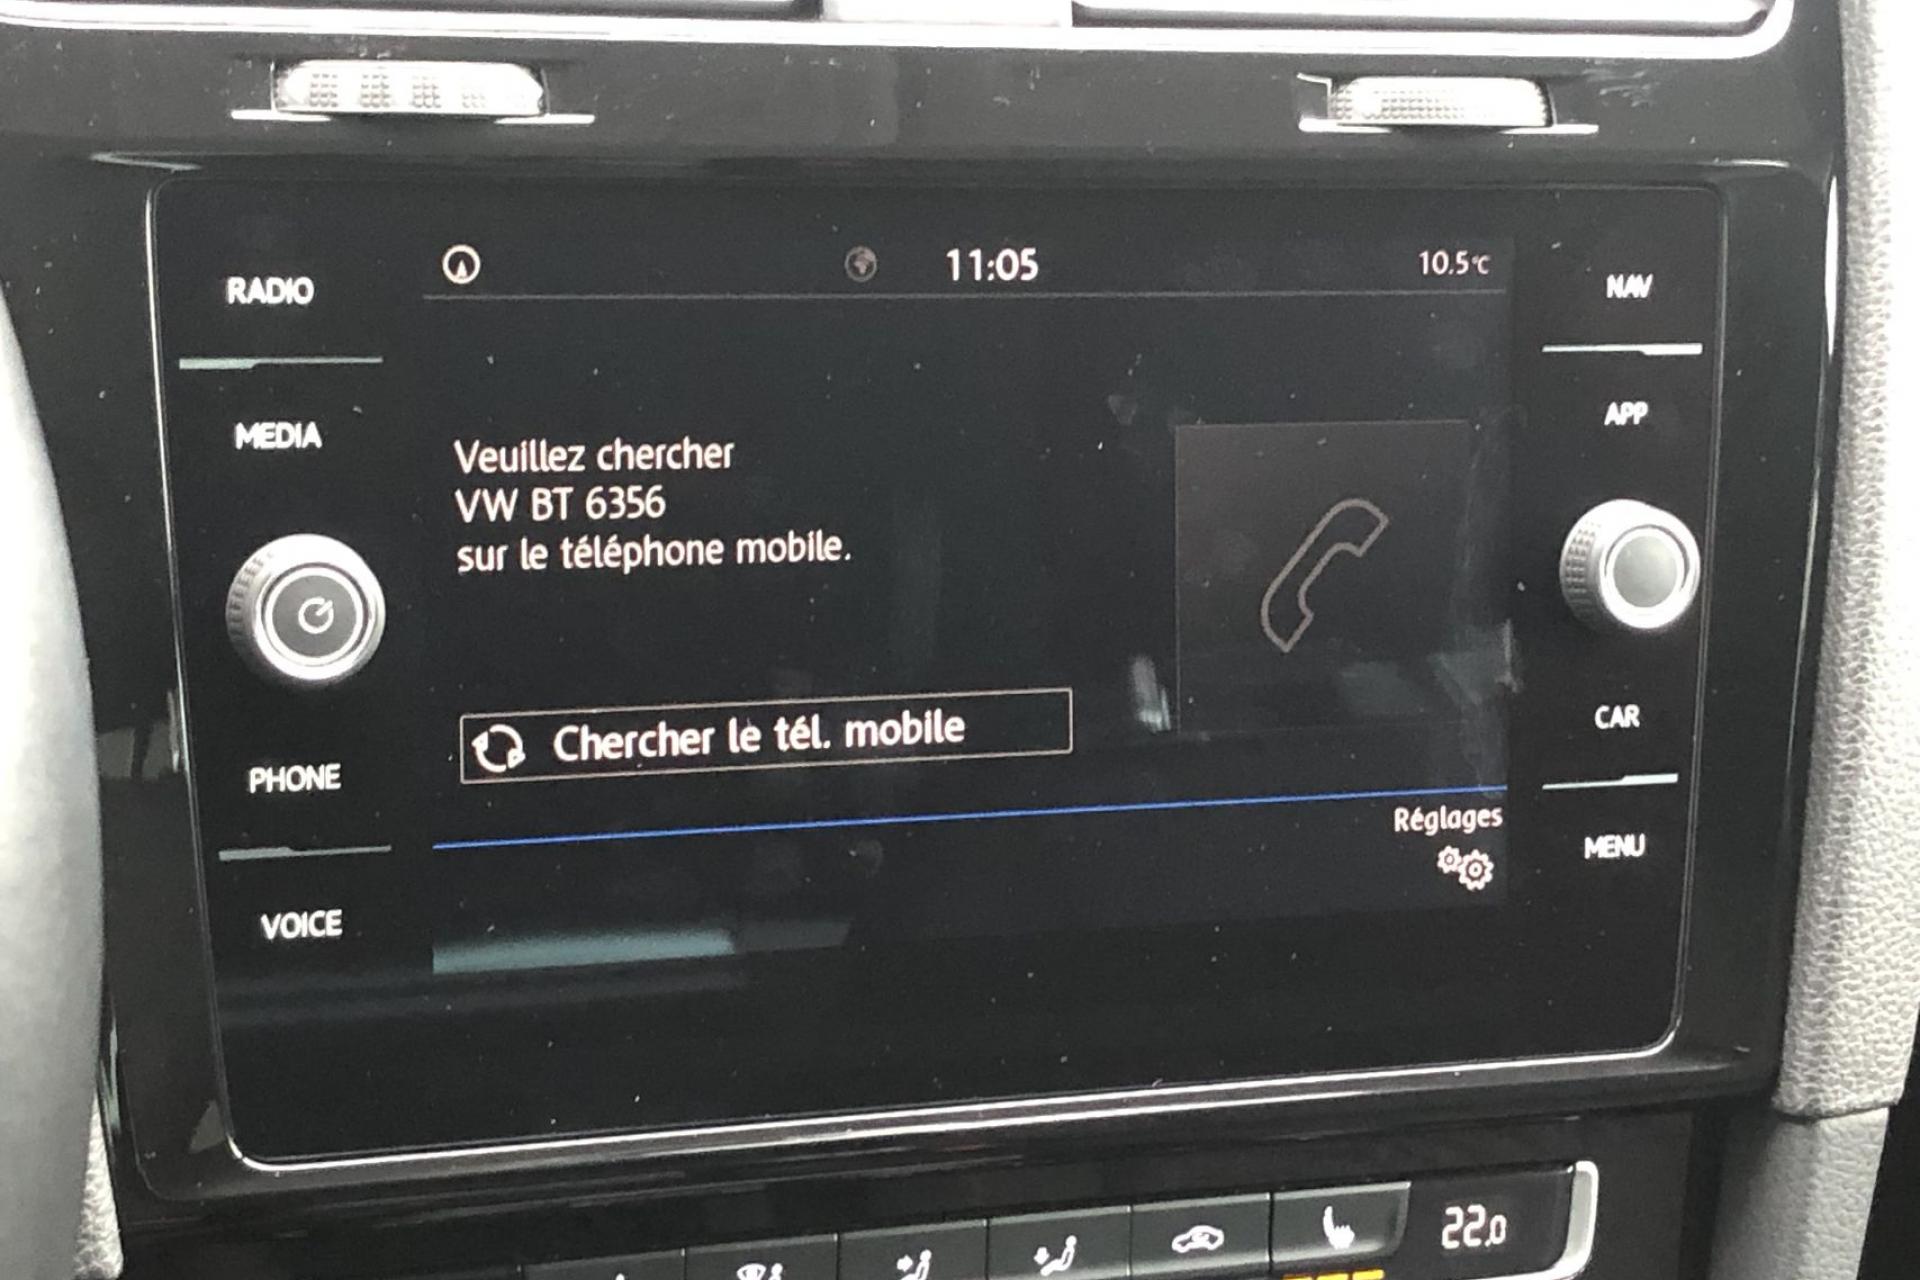 11:05
10.5°C
RADIO
MEDIA
PHONE
VOICE
Veuillez chercher
VW BT 6356
sur le téléphone mobile.
Chercher le tél. mobile
Réglages
NAV
APP
CAR
MENU
22.0